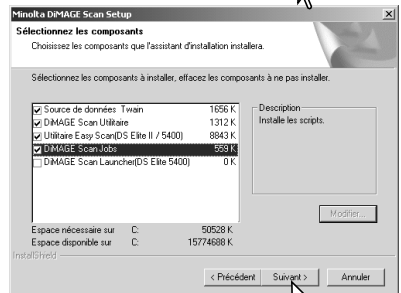 Minolta DiMAGE Scan Setup
Sélectionnez les composants
Choisissez les composants que l'assistant d'installation installera.
Sélectionnez les composants à installer, effacez les composants à ne pas installer.
Source de données Twain 1656 K
DiMAGE Scan Utilitaire 1312 K
Utilitaire Easy Scan(DS Elite II / 5400) 8843 K
DiMAGE Scan Jobs 559 K
DiMAGE Scan Launcher(DS Elite 5400) 0 K
Description
Installe les scripts.
Modifier...
Espace nécessaire sur C: 50528 K
Espace disponible sur C: 15774688 K
InstallShield
< Précédent Suivant > Annuler